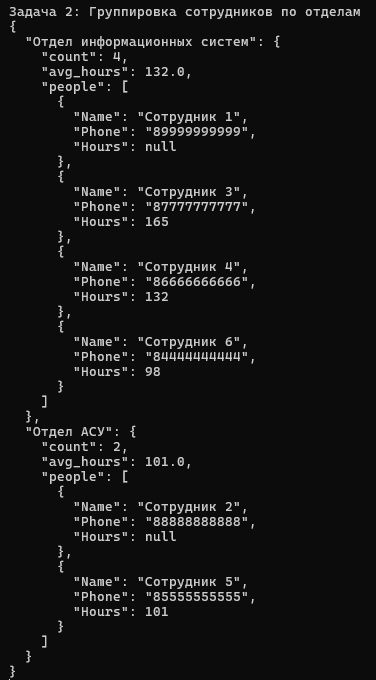 Задача 2: Группировка сотрудников по отделам
{
  "Отдел информационных систем": {
    "count": 4,
    "avg_hours": 132.0,
    "people": [
      {
        "Name": "Сотрудник 1",
        "Phone": "89999999999",
        "Hours": null
      },
      {
        "Name": "Сотрудник 3",
        "Phone": "87777777777",
        "Hours": 165
      },
      {
        "Name": "Сотрудник 4",
        "Phone": "86666666666",
        "Hours": 132
      },
      {
        "Name": "Сотрудник 6",
        "Phone": "84444444444",
        "Hours": 98
      }
    ]
  },
  "Отдел АСУ": {
    "count": 2,
    "avg_hours": 101.0,
    "people": [
      {
        "Name": "Сотрудник 2",
        "Phone": "88888888888",
        "Hours": null
      },
      {
        "Name": "Сотрудник 5",
        "Phone": "85555555555",
        "Hours": 101
      }
    ]
  }
}